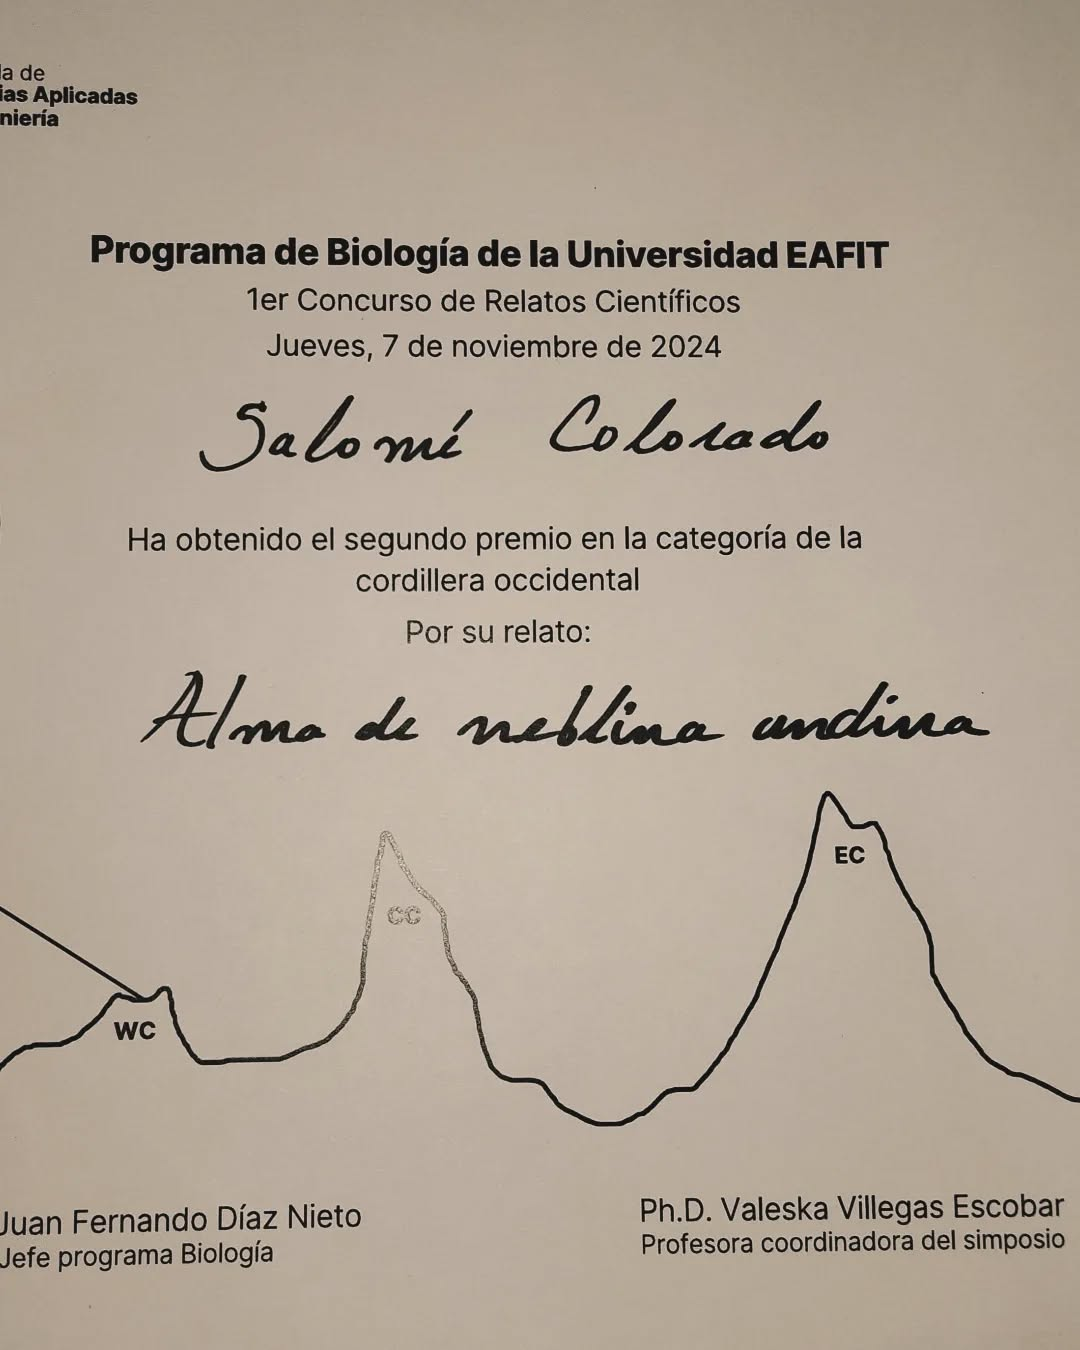 la de
ias Aplicadas
niería
Programa de Biología de la Universidad EAFIT
1er Concurso de Relatos Científicos
Jueves, 7 de noviembre de 2024
Salomé Colorado
Ha obtenido el segundo premio en la categoría de la
cordillera occidental
Por su relato:
Alma de neblina andina
EC
CC
WC
Juan Fernando Díaz Nieto
Jefe programa Biología
Ph.D. Valeska Villegas Escobar
Profesora coordinadora del simposio